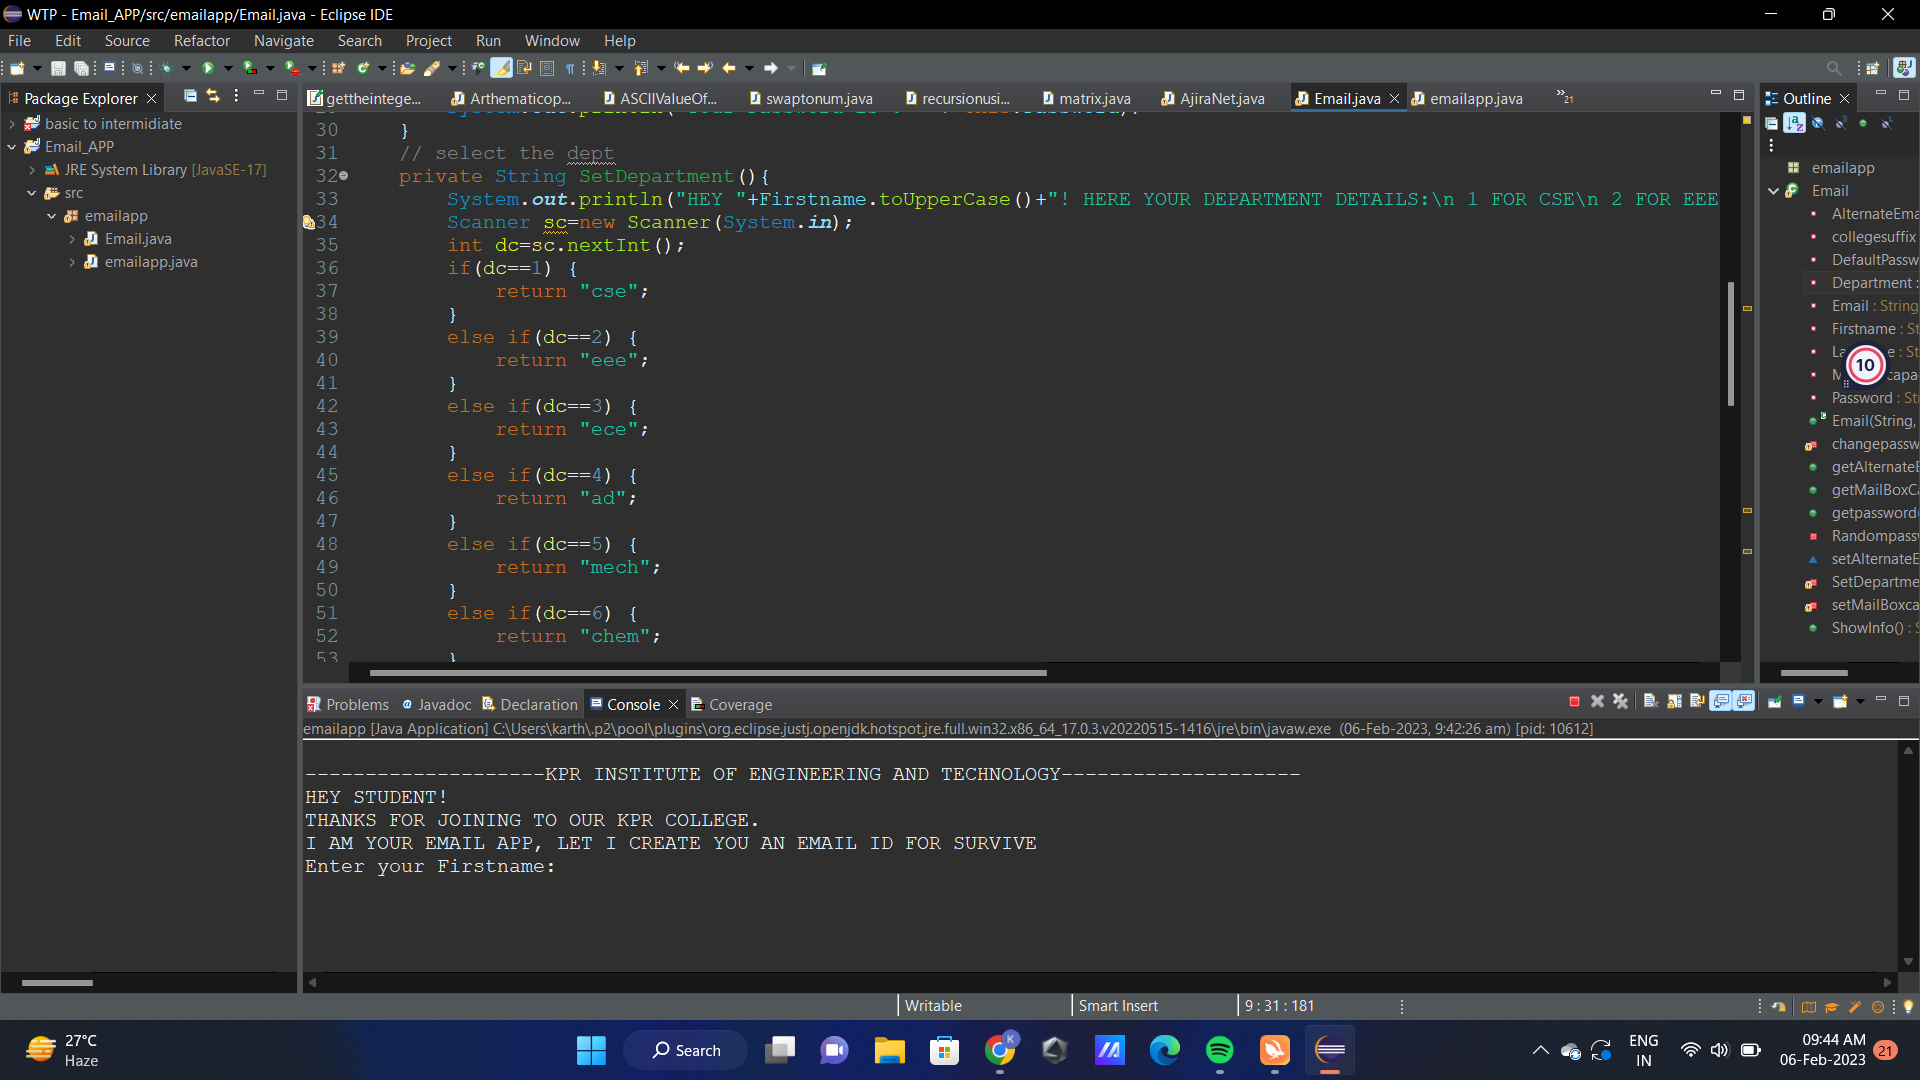 WTP - Email_APP/src/emailapp/Email.java - Eclipse IDE
File Edit Source Refactor Navigate Search Project Run Window Help
Package Explorer
basic to intermidiate
Email_APP
JRE System Library [JavaSE-17]
src
emailapp
Email.java
emailapp.java
gettheintege... Arthematicop... ASCIIValueOf... swaptonum.java recursionusi... matrix.java AjiraNet.java Email.java emailapp.java »21
30 }
31 // select the dept
32 private String SetDepartment(){
33 System.out.println("HEY "+Firstname.toUpperCase()+"! HERE YOUR DEPARTMENT DETAILS:\n 1 FOR CSE\n 2 FOR EEE
34 Scanner sc=new Scanner(System.in);
35 int dc=sc.nextInt();
36 if(dc==1) {
37 return "cse";
38 }
39 else if(dc==2) {
40 return "eee";
41 }
42 else if(dc==3) {
43 return "ece";
44 }
45 else if(dc==4) {
46 return "ad";
47 }
48 else if(dc==5) {
49 return "mech";
50 }
51 else if(dc==6) {
52 return "chem";
53 }
Outline
emailapp
Email
AlternateEma
collegesuffix
DefaultPassw
Department :
Email : String
Firstname : St
10
Password : St
Email(String,
changepassw
getAlternateE
getMailBoxCa
getpassword(
Randompassw
setAlternateE
SetDepartme
setMailBoxca
ShowInfo() : S
Problems Javadoc Declaration Console Coverage
emailapp [Java Application] C:\Users\karth\.p2\pool\plugins\org.eclipse.justj.openjdk.hotspot.jre.full.win32.x86_64_17.0.3.v20220515-1416\jre\bin\javaw.exe (06-Feb-2023, 9:42:26 am) [pid: 10612]
--------------------KPR INSTITUTE OF ENGINEERING AND TECHNOLOGY--------------------
HEY STUDENT!
THANKS FOR JOINING TO OUR KPR COLLEGE.
I AM YOUR EMAIL APP, LET I CREATE YOU AN EMAIL ID FOR SURVIVE
Enter your Firstname:
Writable Smart Insert 9 : 31 : 181
27°C
Haze
Search
ENG
IN
09:44 AM
06-Feb-2023
21